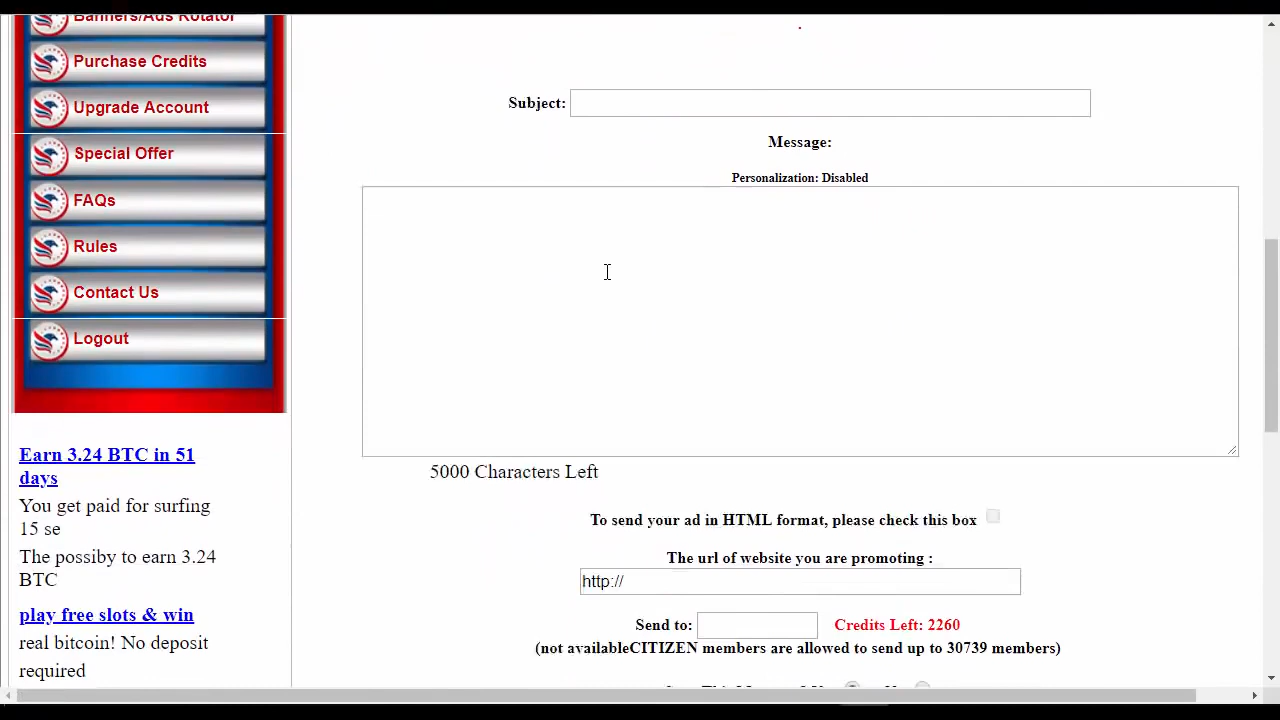 Banners/Ads Rotator
Purchase Credits
Upgrade Account
Special Offer
FAQs
Rules
Contact Us
Logout
Earn 3.24 BTC in 51
days
You get paid for surfing
15 se
The possiby to earn 3.24
BTC
play free slots & win
real bitcoin! No deposit
required
Subject:
Message:
Personalization: Disabled
5000 Characters Left
To send your ad in HTML format, please check this box
The url of website you are promoting :
http://
Send to:
Credits Left: 2260
(not availableCITIZEN members are allowed to send up to 30739 members)